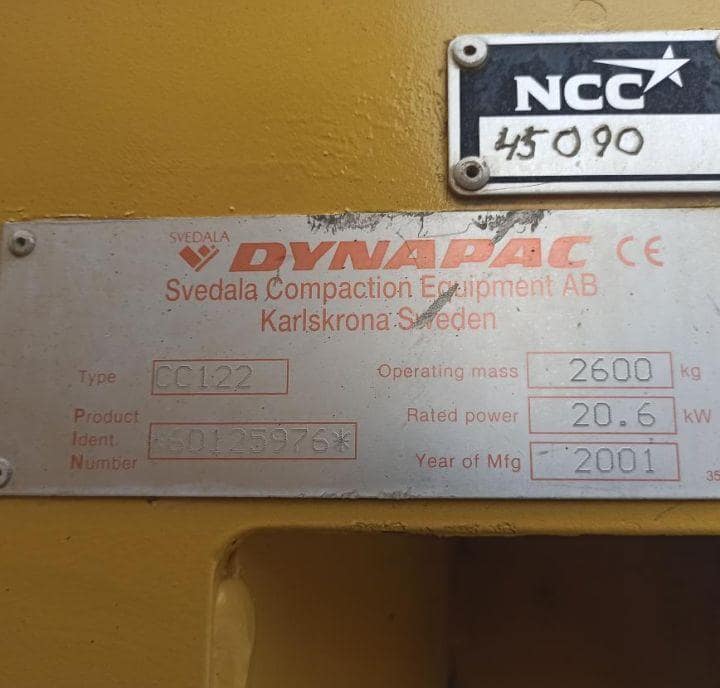 NCC
45090
SVEDALA
DYNAPAC CE
Svedala Compaction Equipment AB
Karlskrona Sweden
Type CC122
Operating mass 2600 kg
Product
Ident.
Number *60125976*
Rated power 20.6 kW
Year of Mfg 2001
35